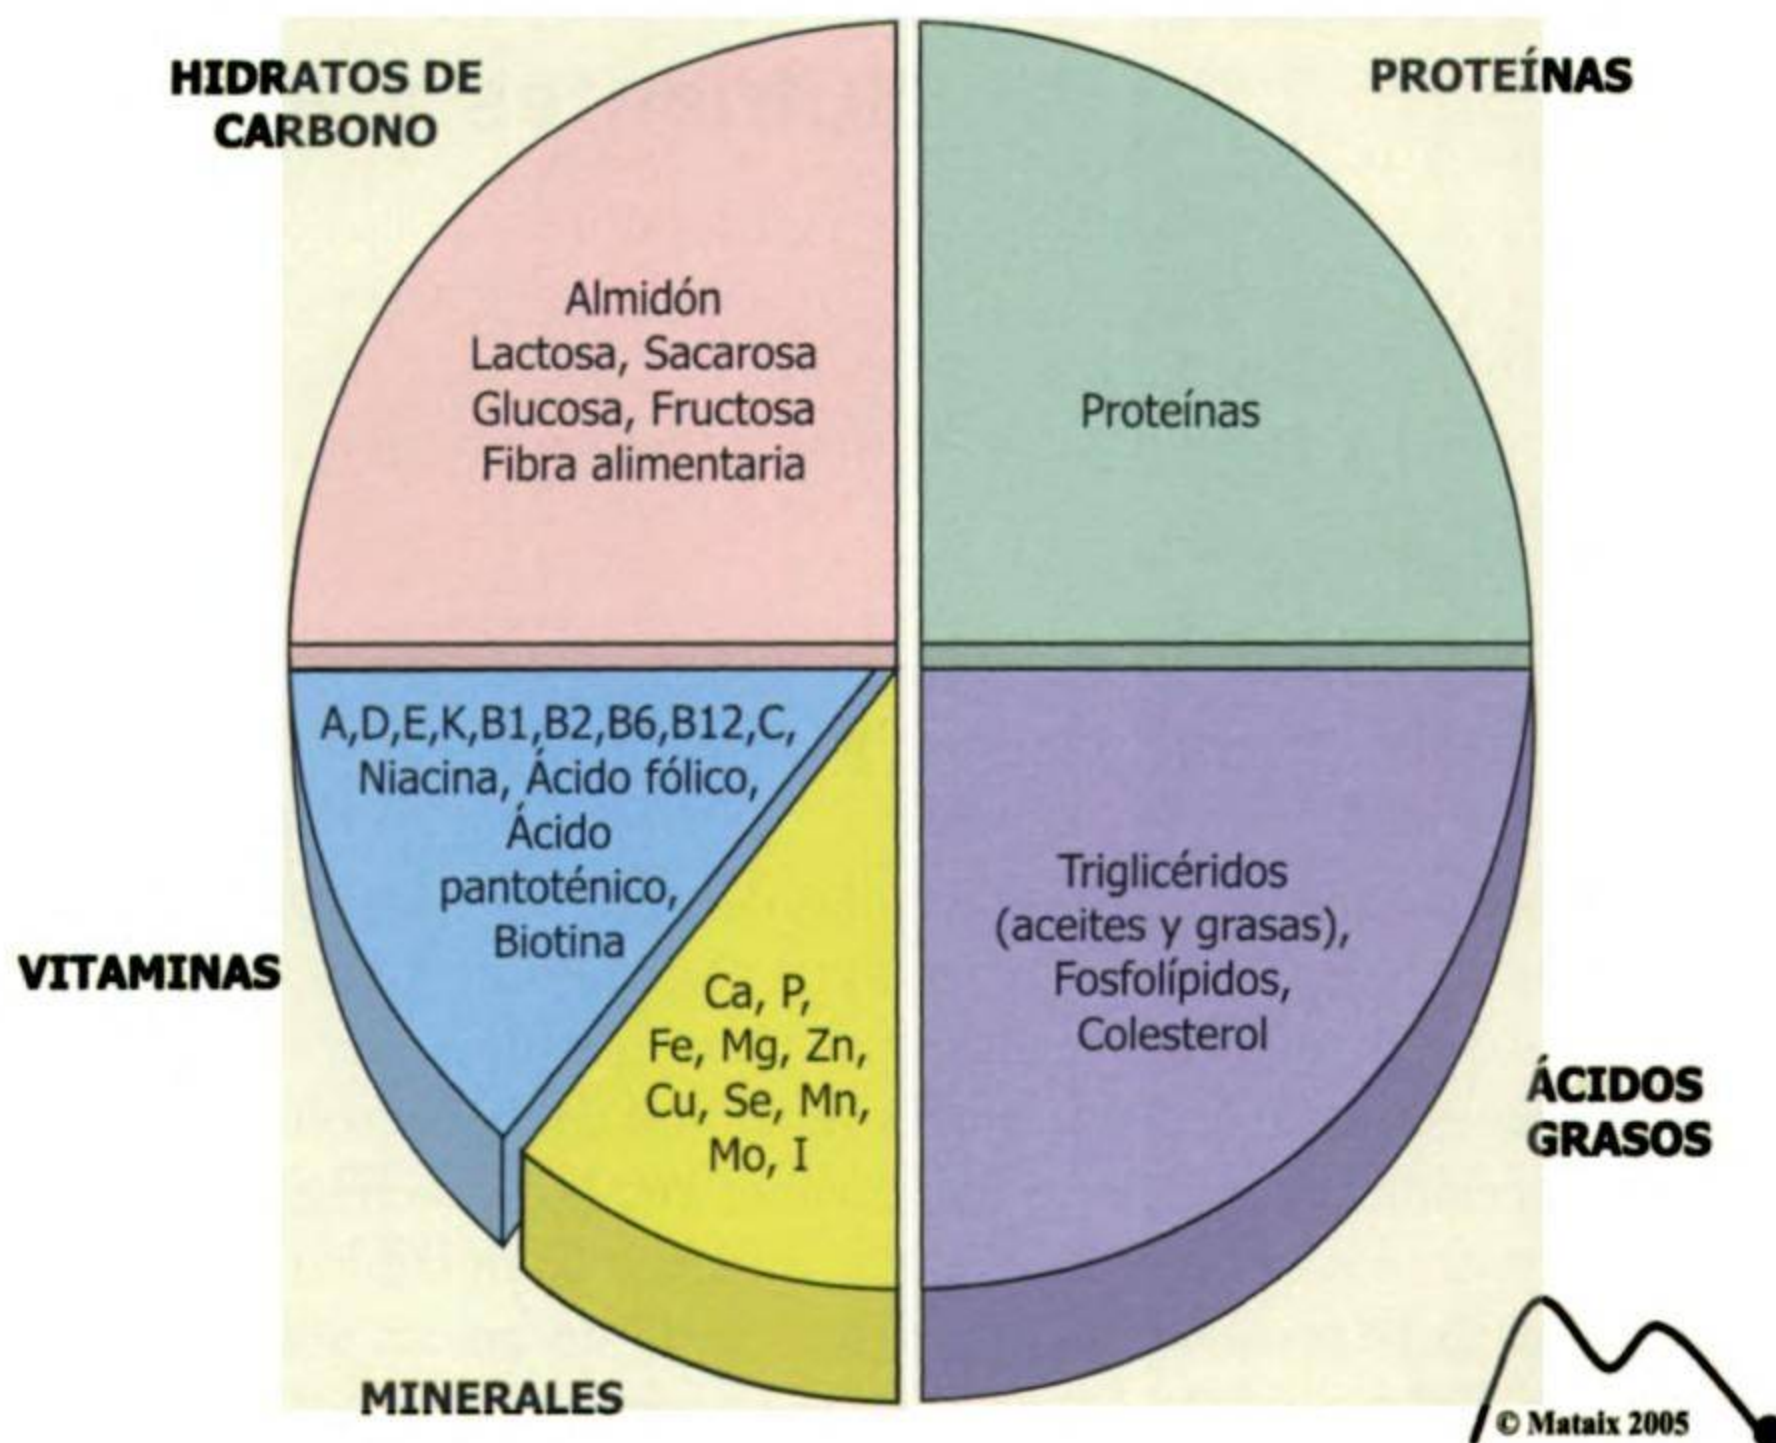 HIDRATOS DE
CARBONO
PROTEÍNAS
Almidón
Lactosa, Sacarosa
Glucosa, Fructosa
Fibra alimentaria
Proteínas
A,D,E,K,B1,B2,B6,B12,C,
Niacina, Ácido fólico,
Ácido
pantoténico,
Biotina
VITAMINAS
Ca, P,
Fe, Mg, Zn,
Cu, Se, Mn,
Mo, I
MINERALES
Triglicéridos
(aceites y grasas),
Fosfolípidos,
Colesterol
ÁCIDOS
GRASOS
© Mataix 2005